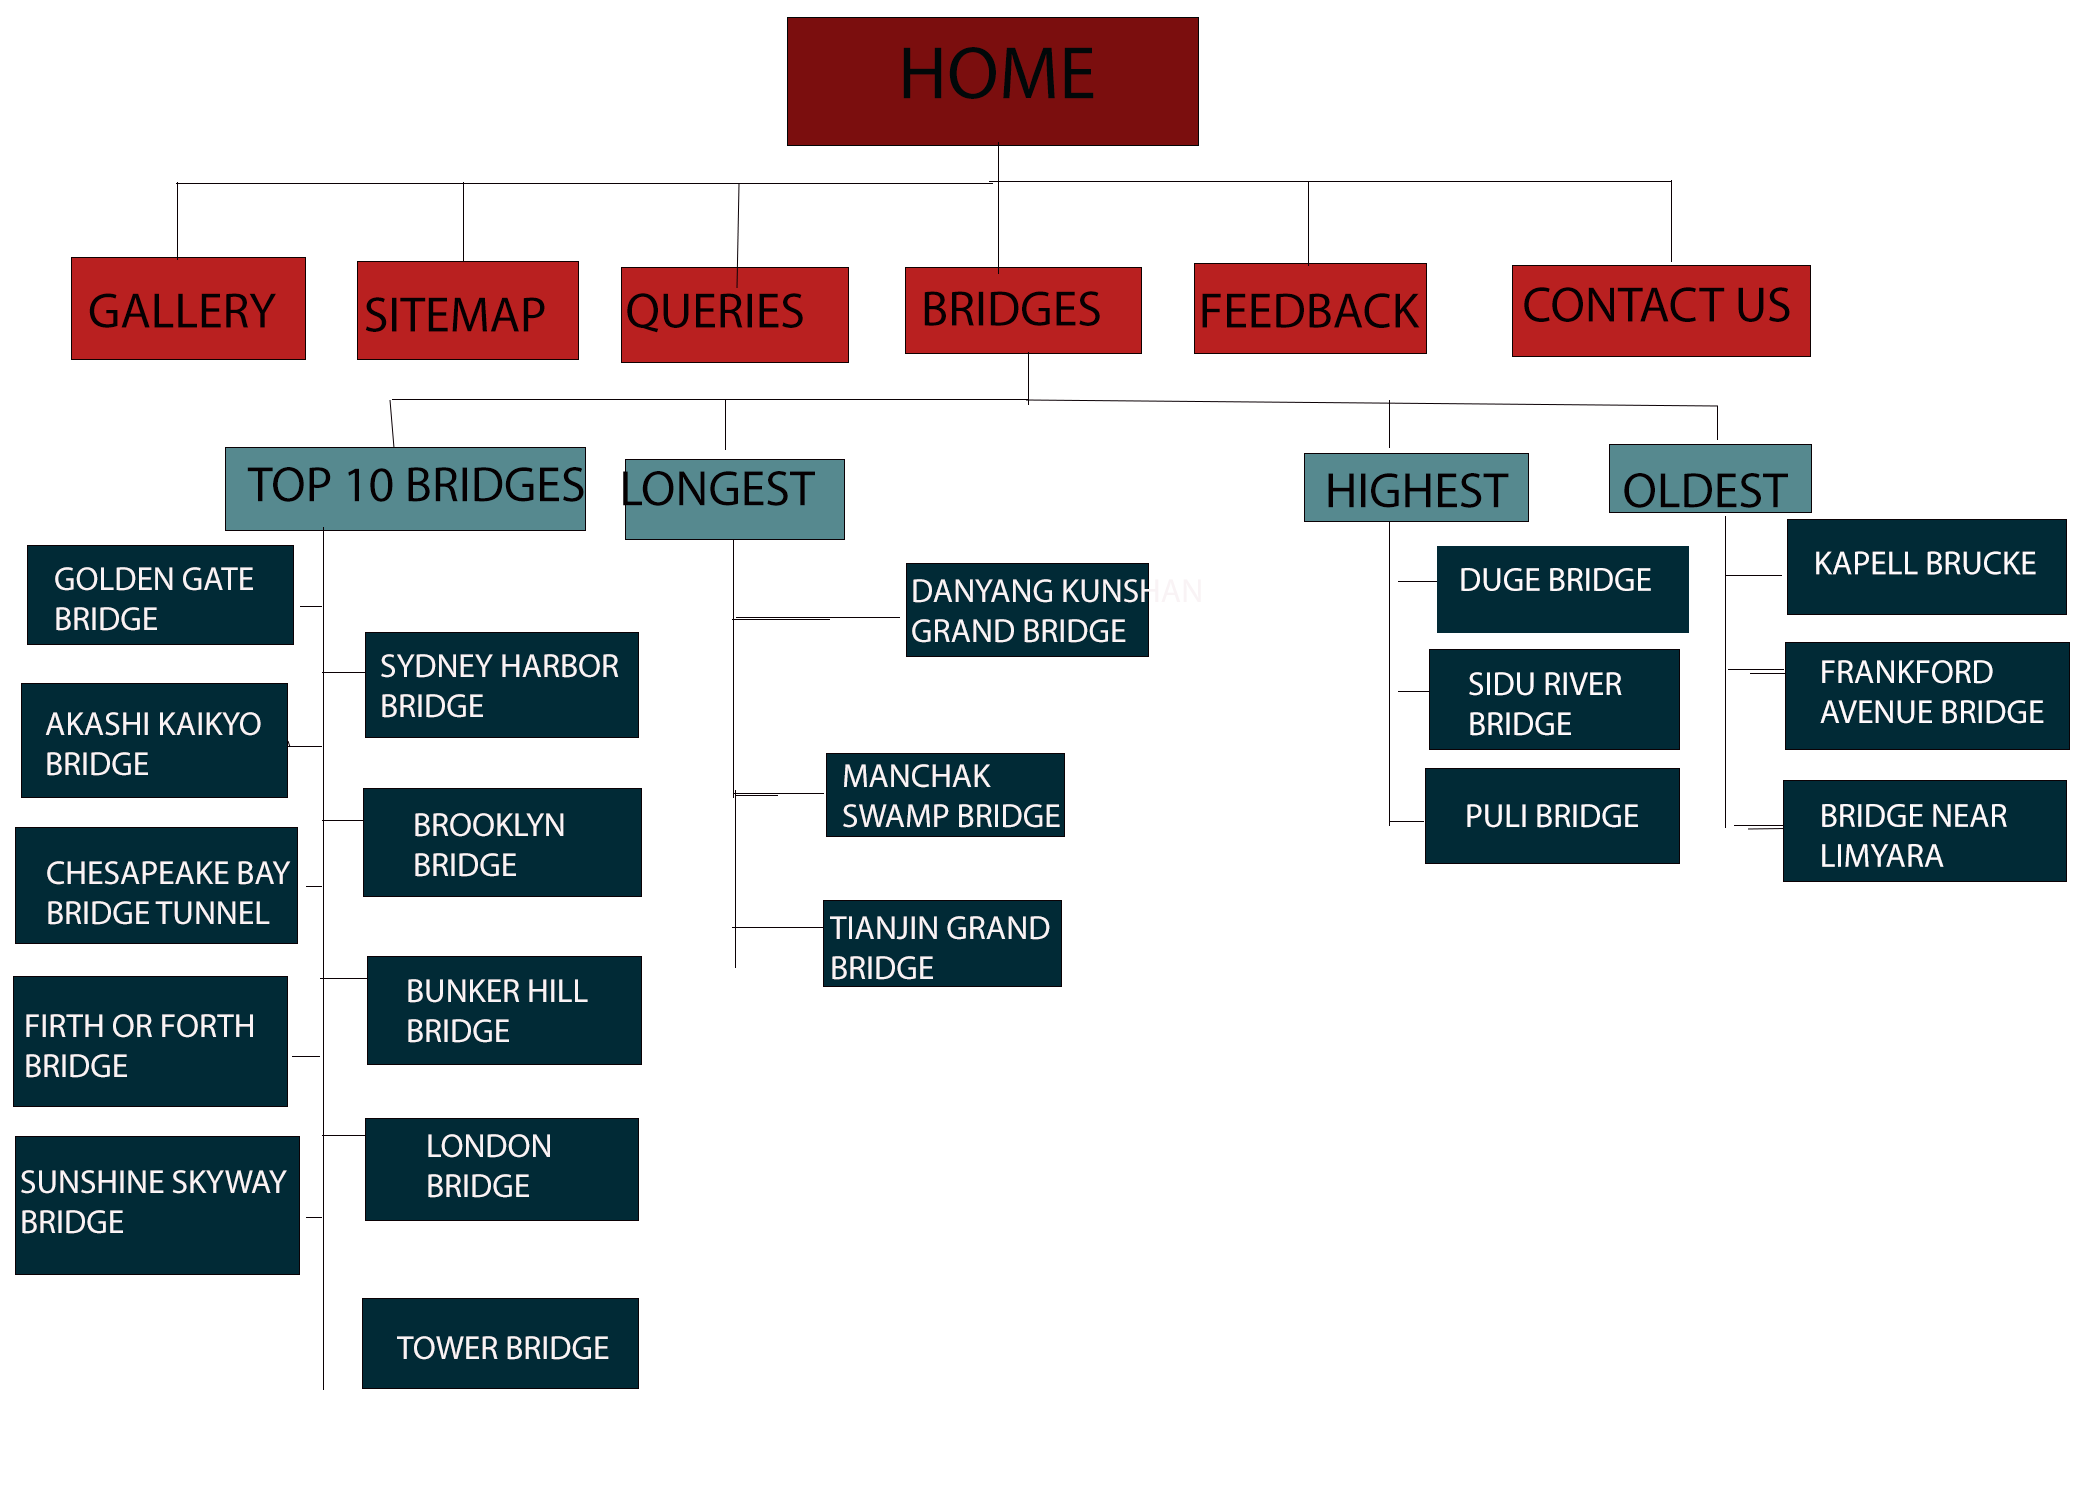 HOME
GALLERY
SITEMAP
QUERIES
BRIDGES
FEEDBACK
CONTACT US
TOP 10 BRIDGES
LONGEST
HIGHEST
OLDEST
GOLDEN GATE
BRIDGE
AKASHI KAIKYO
BRIDGE
CHESAPEAKE BAY
BRIDGE TUNNEL
FIRTH OR FORTH
BRIDGE
SUNSHINE SKYWAY
BRIDGE
SYDNEY HARBOR
BRIDGE
BROOKLYN
BRIDGE
BUNKER HILL
BRIDGE
LONDON
BRIDGE
TOWER BRIDGE
DANYANG KUNSHAN
GRAND BRIDGE
MANCHAK
SWAMP BRIDGE
TIANJIN GRAND
BRIDGE
DUGE BRIDGE
SIDU RIVER
BRIDGE
PULI BRIDGE
KAPELL BRUCKE
FRANKFORD
AVENUE BRIDGE
BRIDGE NEAR
LIMYARA